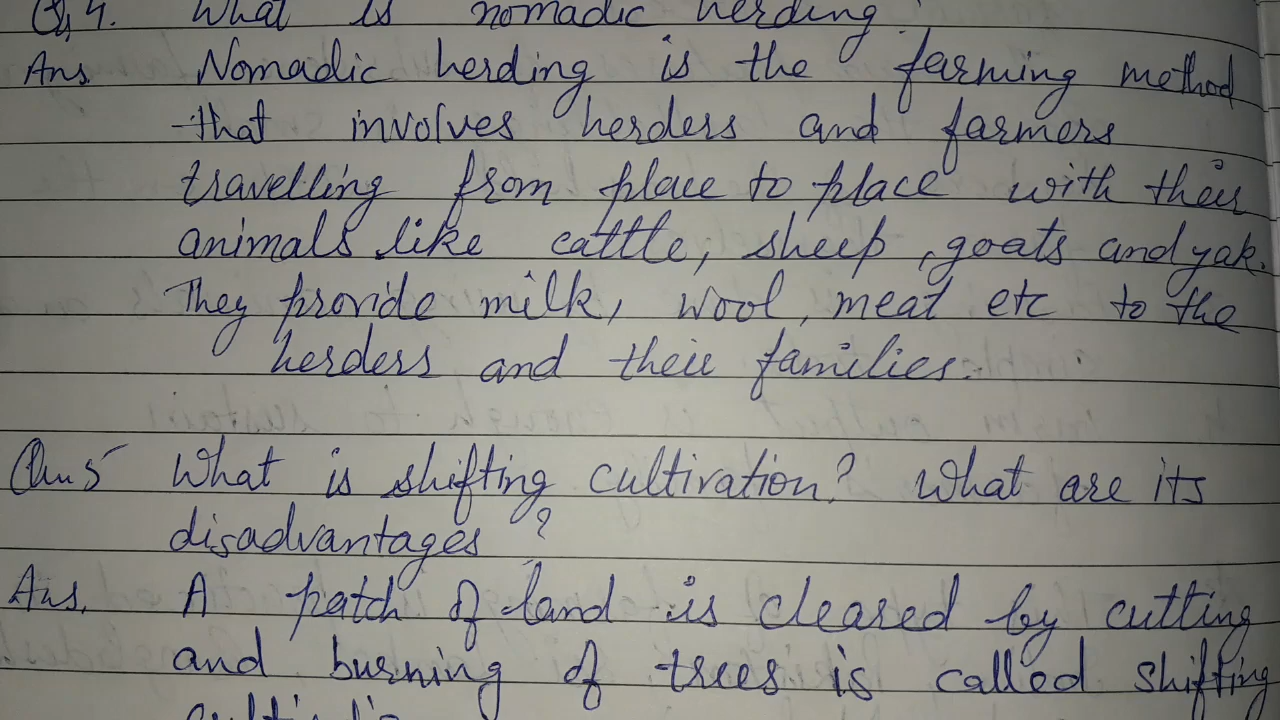 Q.4. What is nomadic herding
Ans Nomadic herding is the farming method
that involves herders and farmers
travelling from place to place with their
animals like cattle, sheep, goats and yak.
They provide milk, wool, meat etc to the
herders and their families.
Qus 5 What is shifting cultivation? What are its
disadvantages?
Ans. A patch of land is cleared by cutting
and burning of trees is called shifting